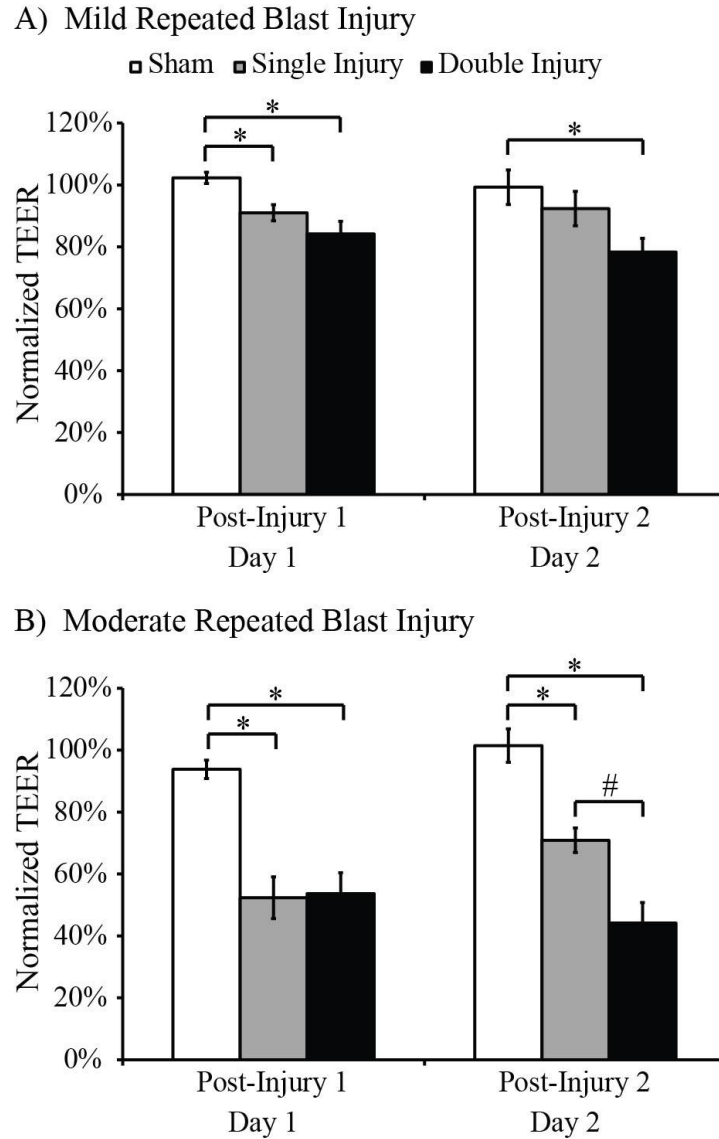 A) Mild Repeated Blast Injury
Sham Single Injury Double Injury
120%
100%
80%
60%
40%
20%
0%
Normalized TEER
* * *
Post-Injury 1 Post-Injury 2
Day 1 Day 2
B) Moderate Repeated Blast Injury
120%
100%
80%
60%
40%
20%
0%
Normalized TEER
* * * * #
Post-Injury 1 Post-Injury 2
Day 1 Day 2